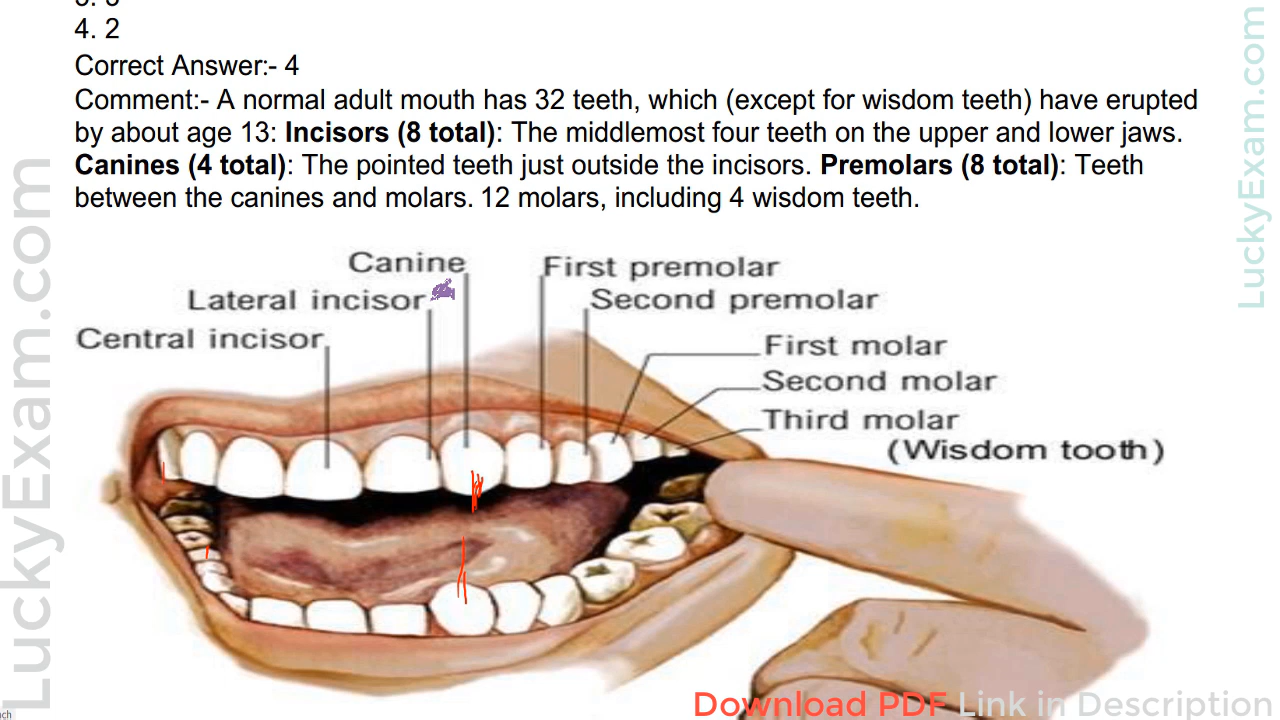 4. 2
Correct Answer:- 4
Comment:- A normal adult mouth has 32 teeth, which (except for wisdom teeth) have erupted
by about age 13: Incisors (8 total): The middlemost four teeth on the upper and lower jaws.
Canines (4 total): The pointed teeth just outside the incisors. Premolars (8 total): Teeth
between the canines and molars. 12 molars, including 4 wisdom teeth.
Canine
First premolar
Lateral incisor
Second premolar
Central incisor
First molar
Second molar
Third molar
(Wisdom tooth)
LuckyExam.com
LuckyExam.com
Download PDF Link in Description